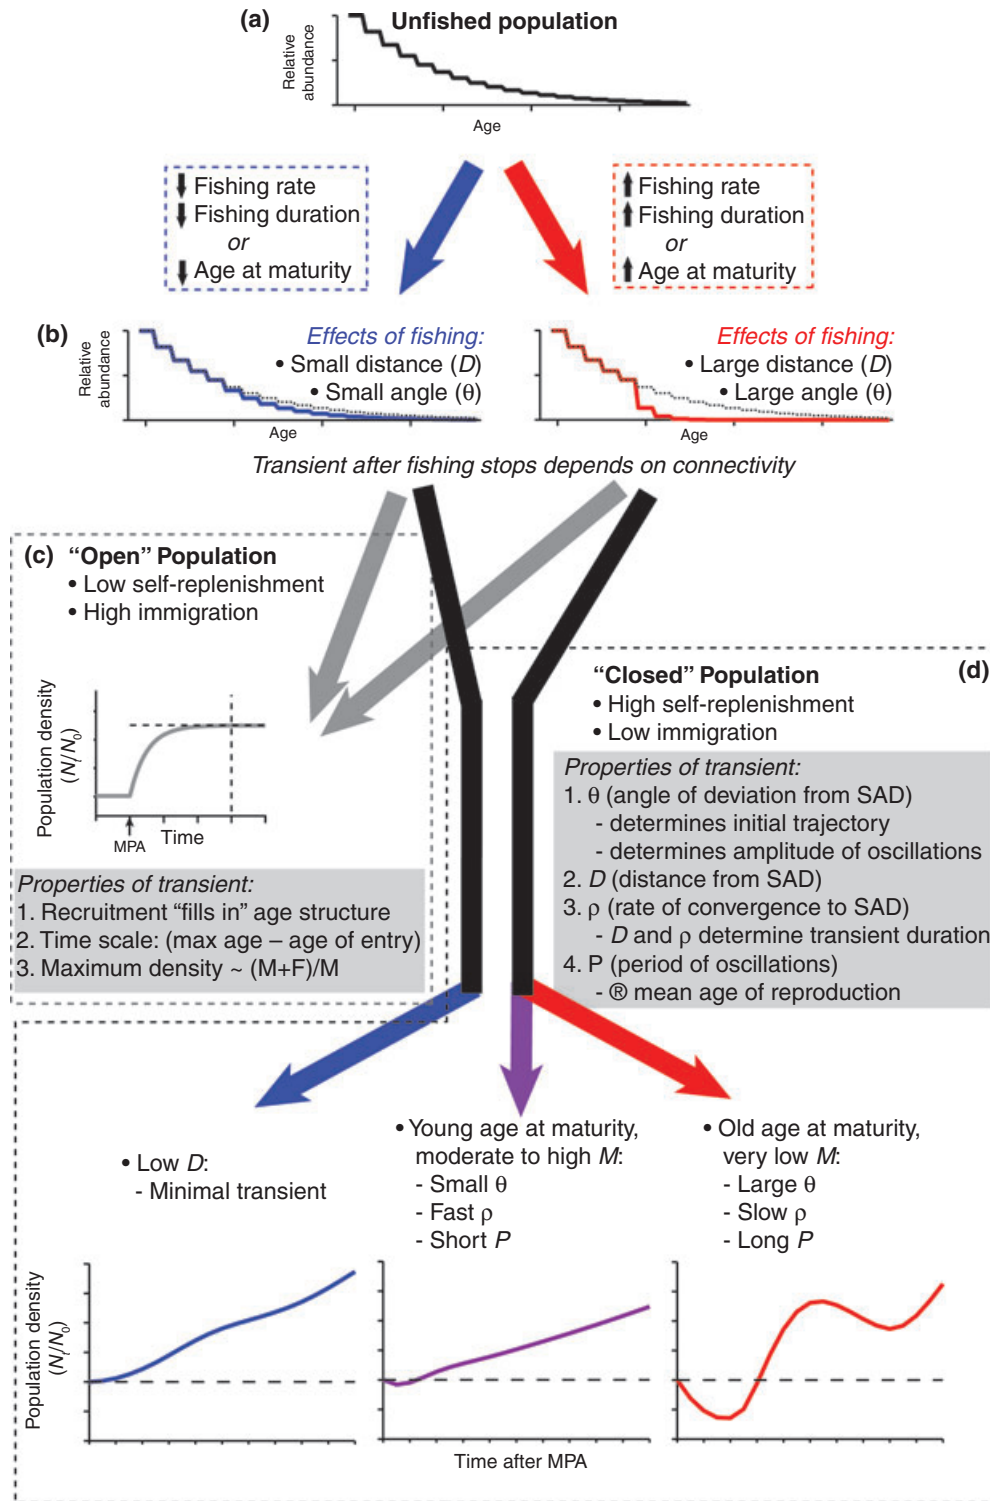 (a) Unfished population
Relative
abundance
Age
Fishing rate
Fishing duration
or
Age at maturity
Fishing rate
Fishing duration
or
Age at maturity
(b)
Relative
abundance
Effects of fishing:
• Small distance (D)
• Small angle (θ)
Age
Effects of fishing:
• Large distance (D)
• Large angle (θ)
Age
Transient after fishing stops depends on connectivity
(c) “Open” Population
• Low self-replenishment
• High immigration
Population density
(Nt/N0)
MPA
Time
Properties of transient:
1. Recruitment “fills in” age structure
2. Time scale: (max age – age of entry)
3. Maximum density ~ (M+F)/M
“Closed” Population (d)
• High self-replenishment
• Low immigration
Properties of transient:
1. θ (angle of deviation from SAD)
- determines initial trajectory
- determines amplitude of oscillations
2. D (distance from SAD)
3. ρ (rate of convergence to SAD)
- D and ρ determine transient duration
4. P (period of oscillations)
- ® mean age of reproduction
• Low D:
- Minimal transient
• Young age at maturity,
moderate to high M:
- Small θ
- Fast ρ
- Short P
• Old age at maturity,
very low M:
- Large θ
- Slow ρ
- Long P
Population density
(Nt/N0)
Time after MPA